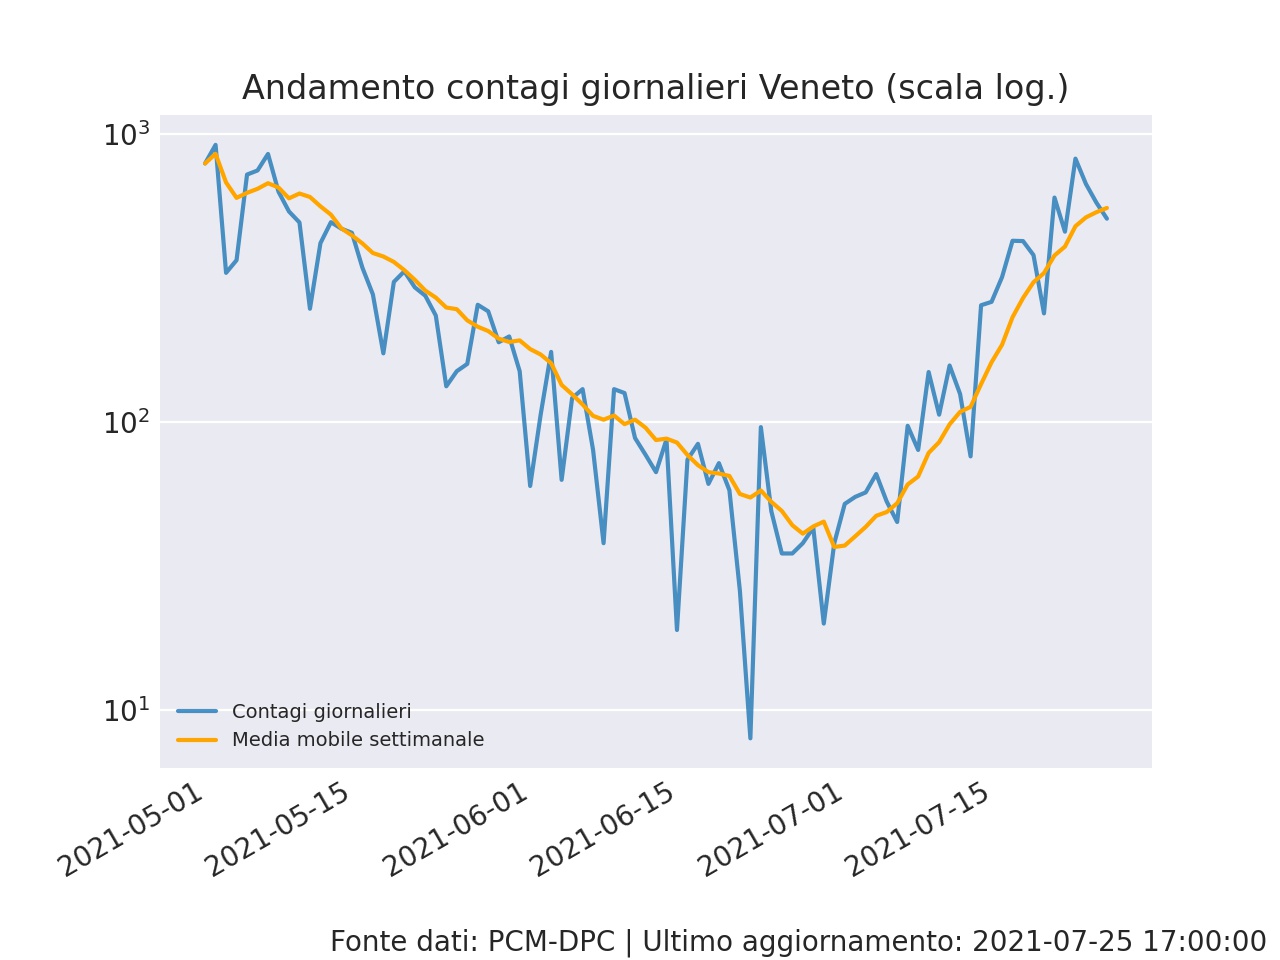 Andamento contagi giornalieri Veneto (scala log.)
10³
10²
10¹
Contagi giornalieri
Media mobile settimanale
2021-05-01
2021-05-15
2021-06-01
2021-06-15
2021-07-01
2021-07-15
Fonte dati: PCM-DPC | Ultimo aggiornamento: 2021-07-25 17:00:00